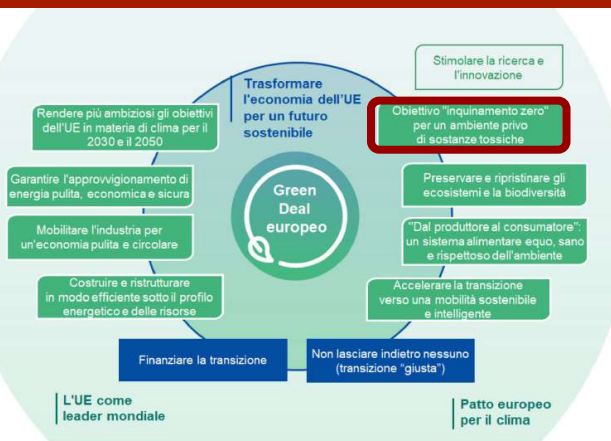 Stimolare la ricerca e
l'innovazione
Trasformare
l'economia dell'UE
per un futuro
sostenibile
Rendere più ambiziosi gli obiettivi
dell'UE in materia di clima per il
2030 e il 2050
Obiettivo "inquinamento zero"
per un ambiente privo
di sostanze tossiche
Garantire l'approvvigionamento di
energia pulita, economica e sicura
Green
Deal
europeo
Preservare e ripristinare gli
ecosistemi e la biodiversità
Mobilitare l'industria per
un'economia pulita e circolare
"Dal produttore al consumatore":
un sistema alimentare equo, sano
e rispettoso dell'ambiente
Costruire e ristrutturare
in modo efficiente sotto il profilo
energetico e delle risorse
Accelerare la transizione
verso una mobilità sostenibile
e intelligente
Finanziare la transizione
Non lasciare indietro nessuno
(transizione "giusta")
L'UE come
leader mondiale
Patto europeo
per il clima